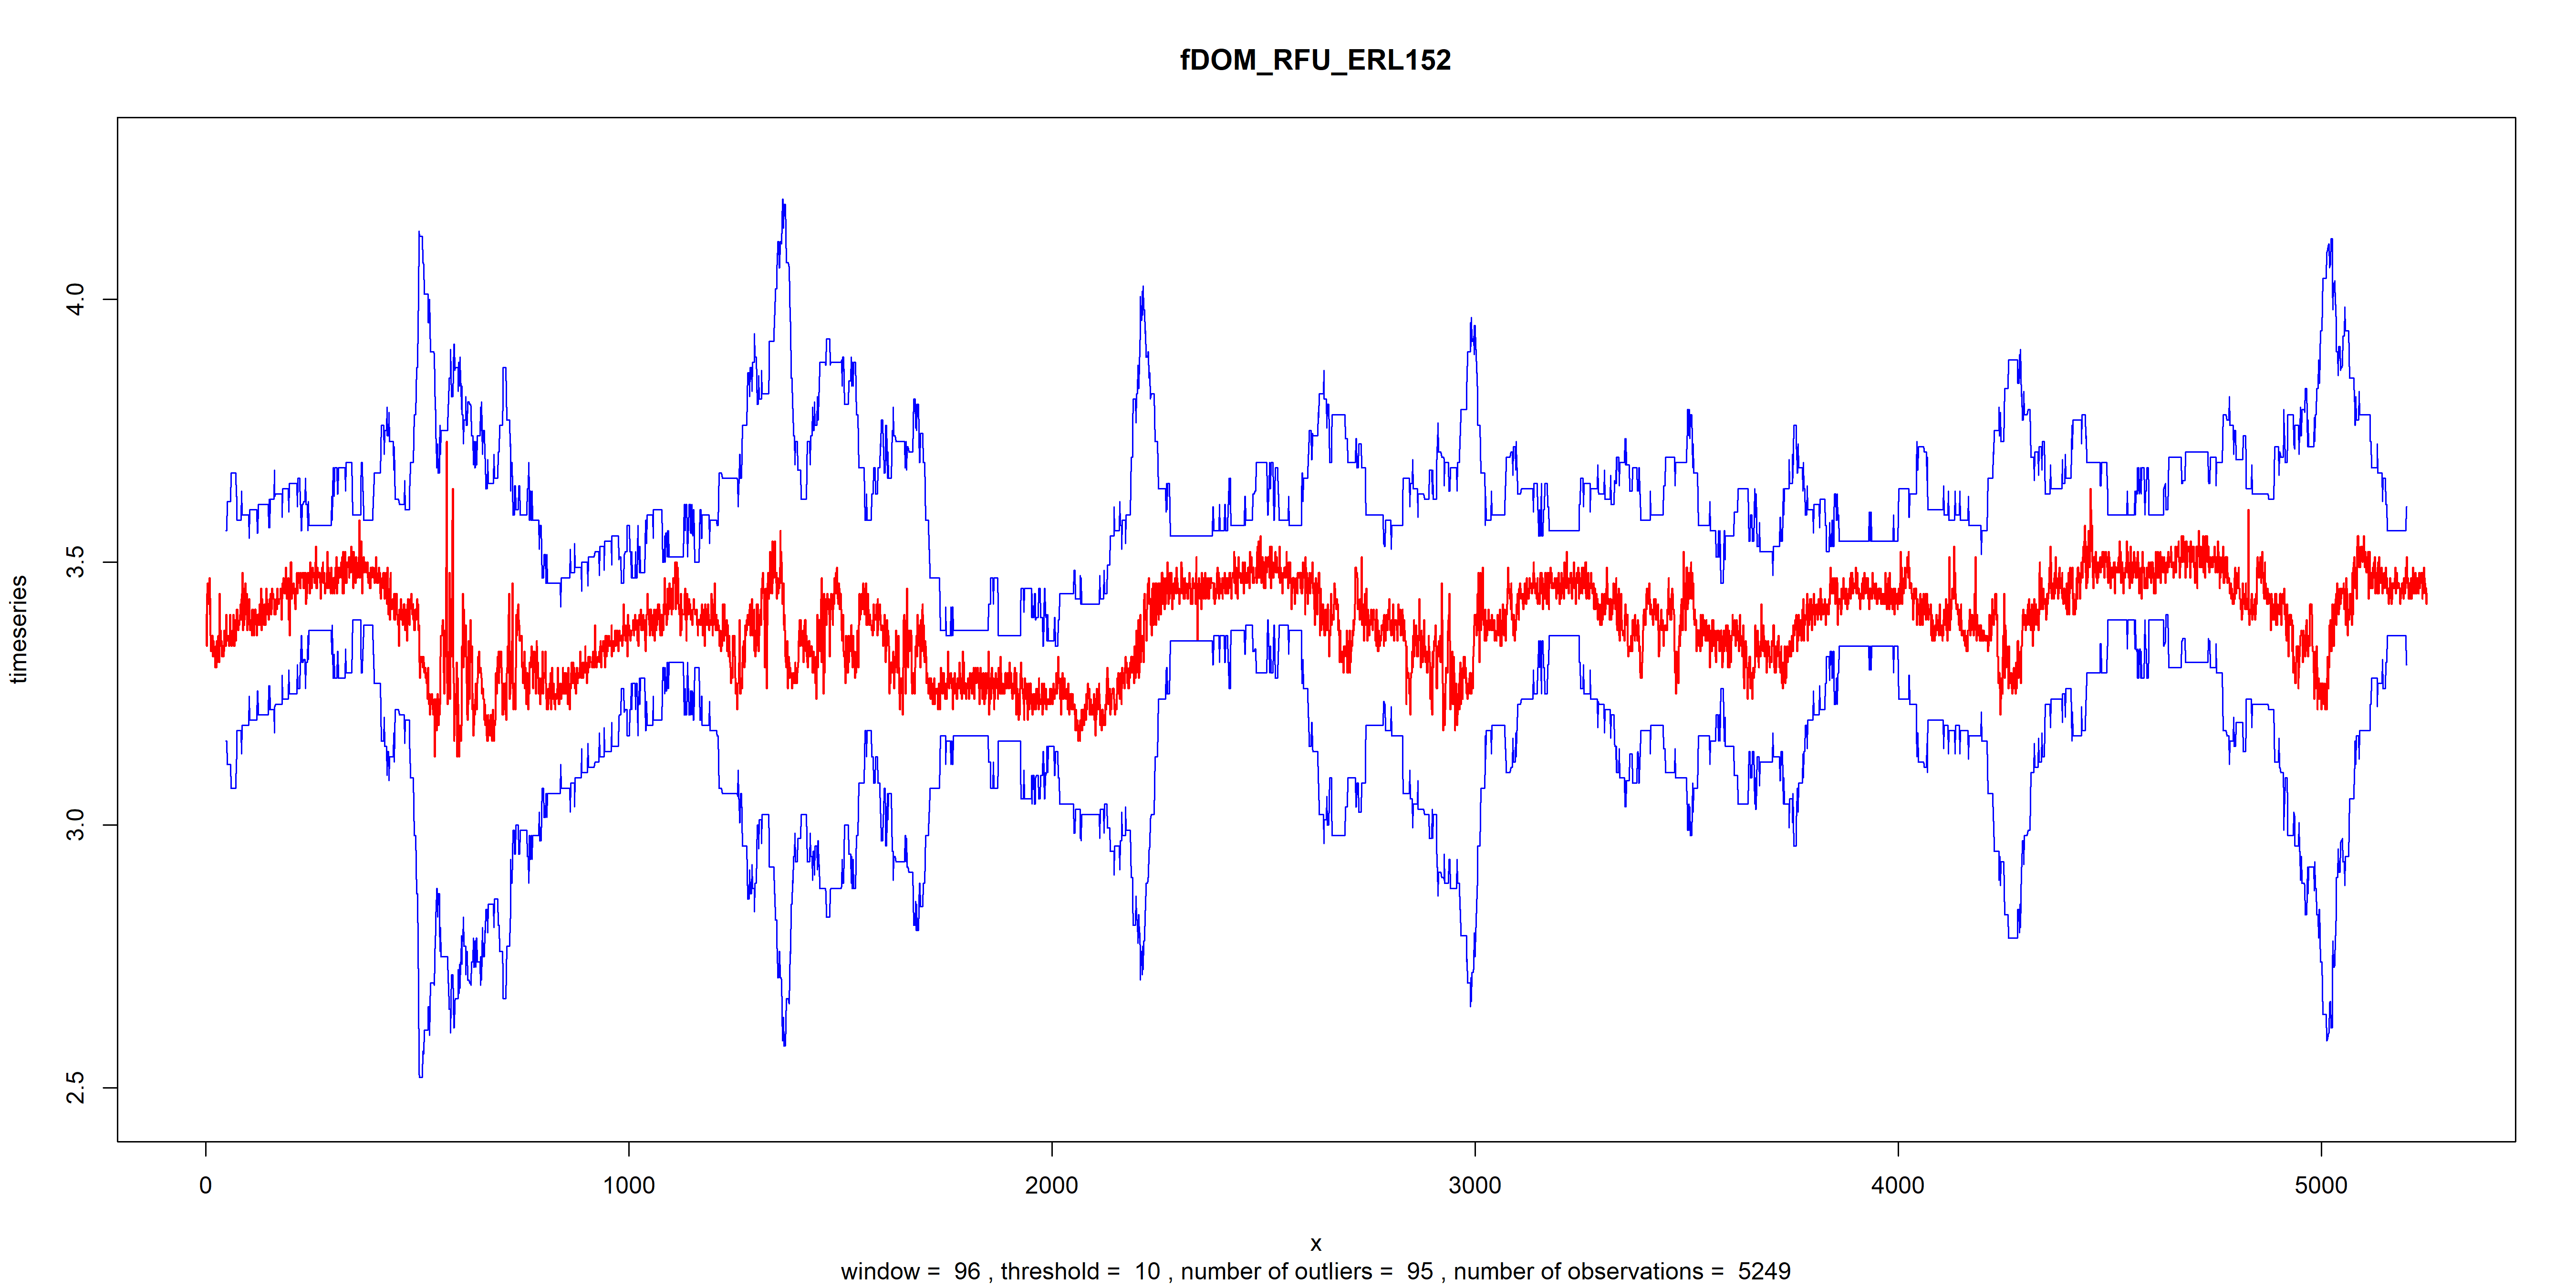 fDOM_RFU_ERL152
timeseries
4.0
3.5
3.0
2.5
0 1000 2000 3000 4000 5000
x
window =  96 , threshold =  10 , number of outliers =  95 , number of observations =  5249